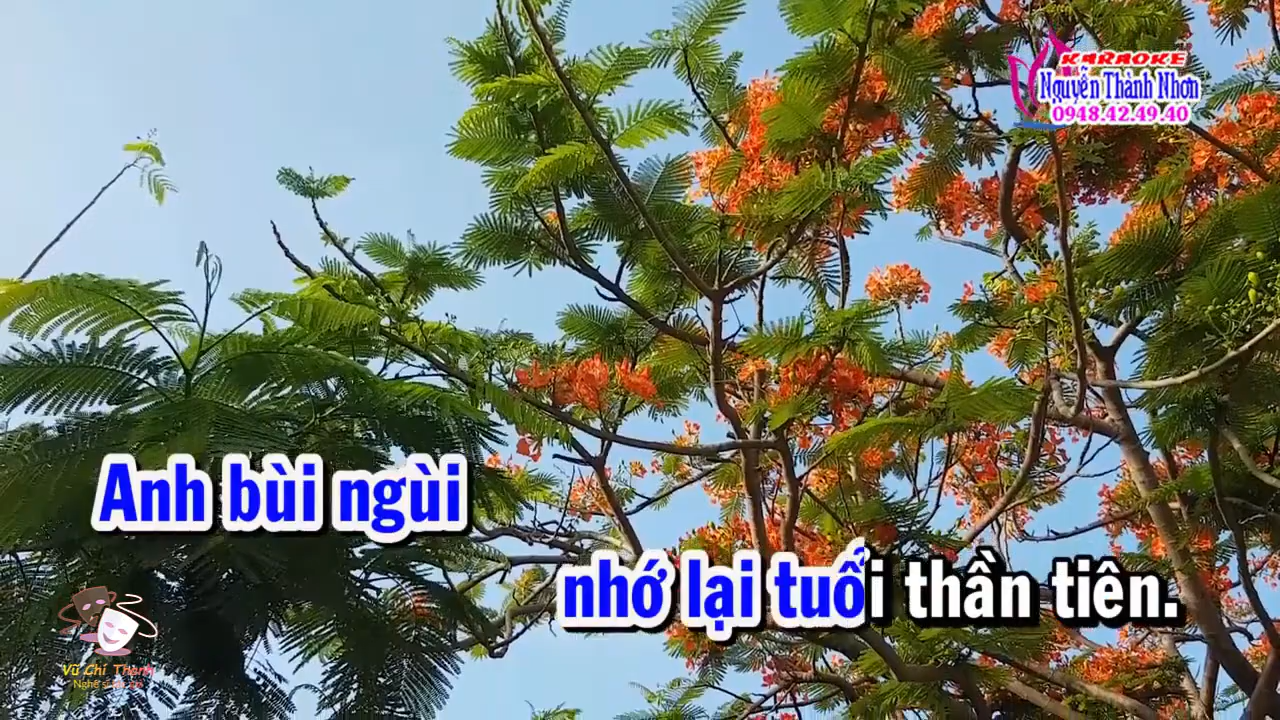 KARAOKE
Nguyễn Thành Nhơn
0948.42.49.40
Anh bùi ngùi
nhớ lại tuổi thần tiên.
Vũ Chí Thanh